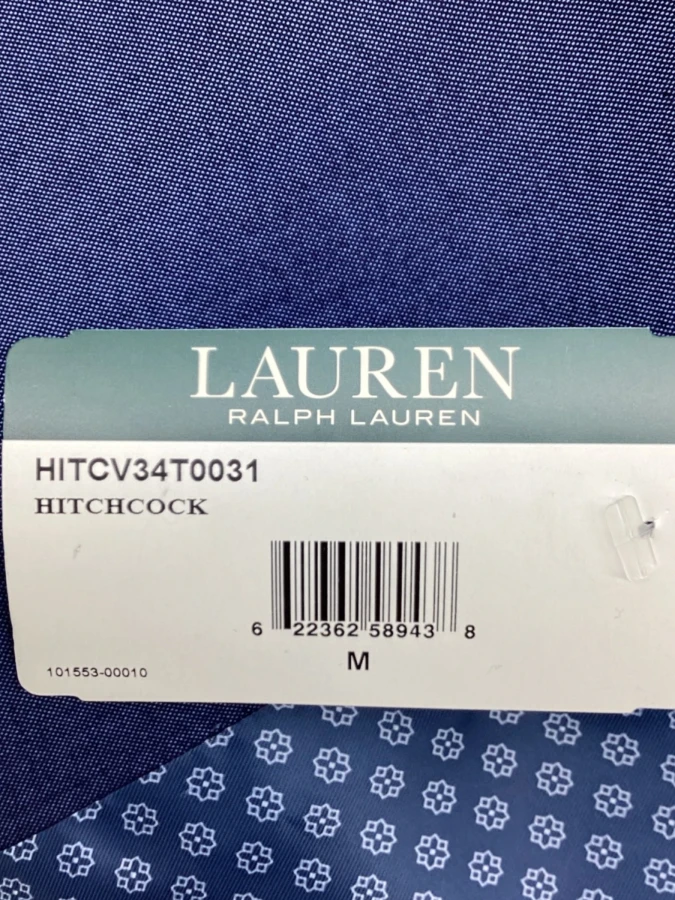 LAUREN
RALPH LAUREN
HITCV34T0031
HITCHCOCK
6 22362 58943 8
M
101553-00010